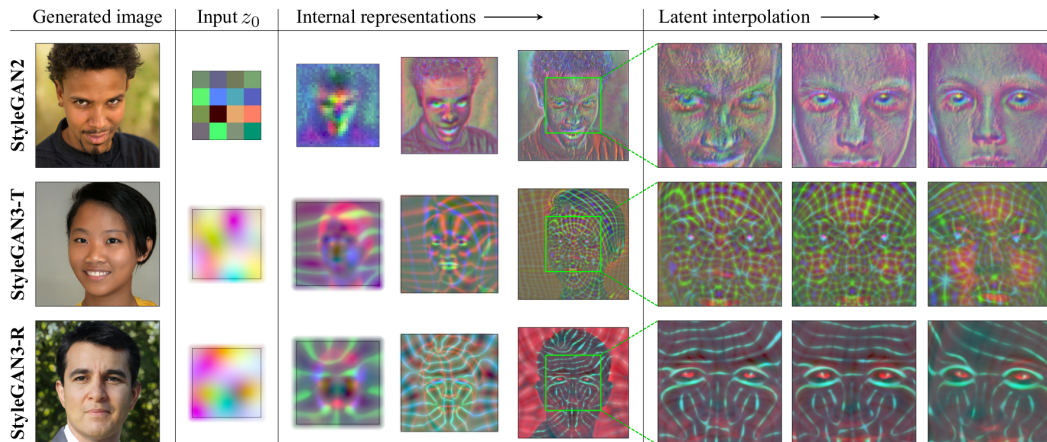 Generated image Input z₀ Internal representations Latent interpolation
StyleGAN2
StyleGAN3-T
StyleGAN3-R